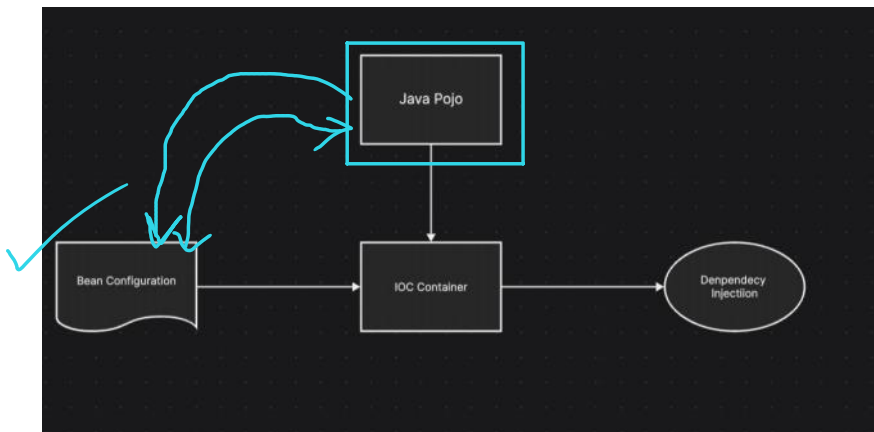 Java Pojo
Bean Configuration
IOC Container
Denpendecy
Injectiion